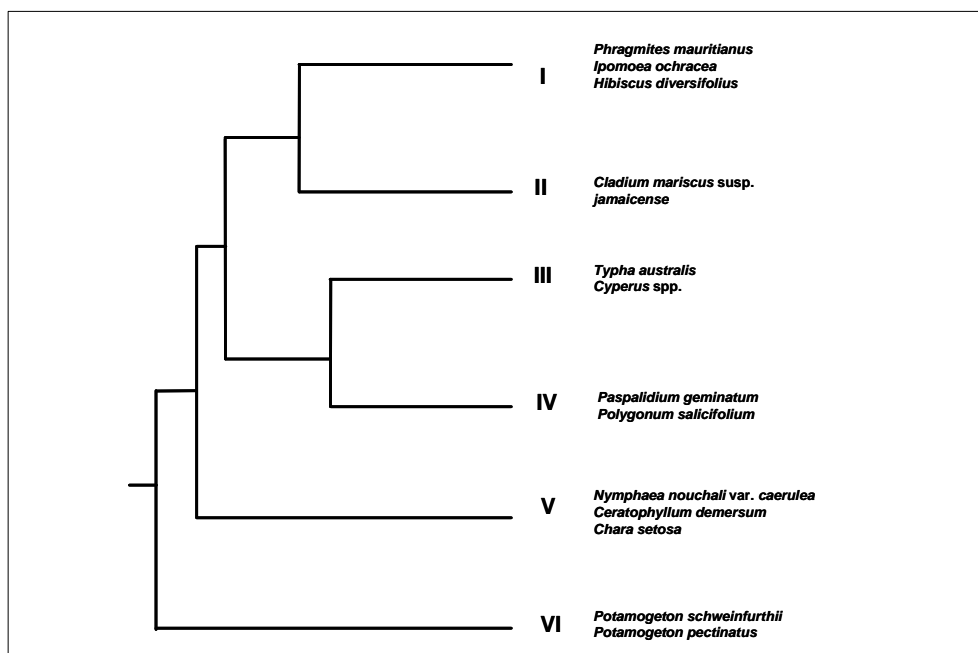 I
Phragmites mauritianus
Ipomoea ochracea
Hibiscus diversifolius
II
Cladium mariscus susp.
jamaicense
III
Typha australis
Cyperus spp.
IV
Paspalidium geminatum
Polygonum salicifolium
V
Nymphaea nouchali var. caerulea
Ceratophyllum demersum
Chara setosa
VI
Potamogeton schweinfurthii
Potamogeton pectinatus